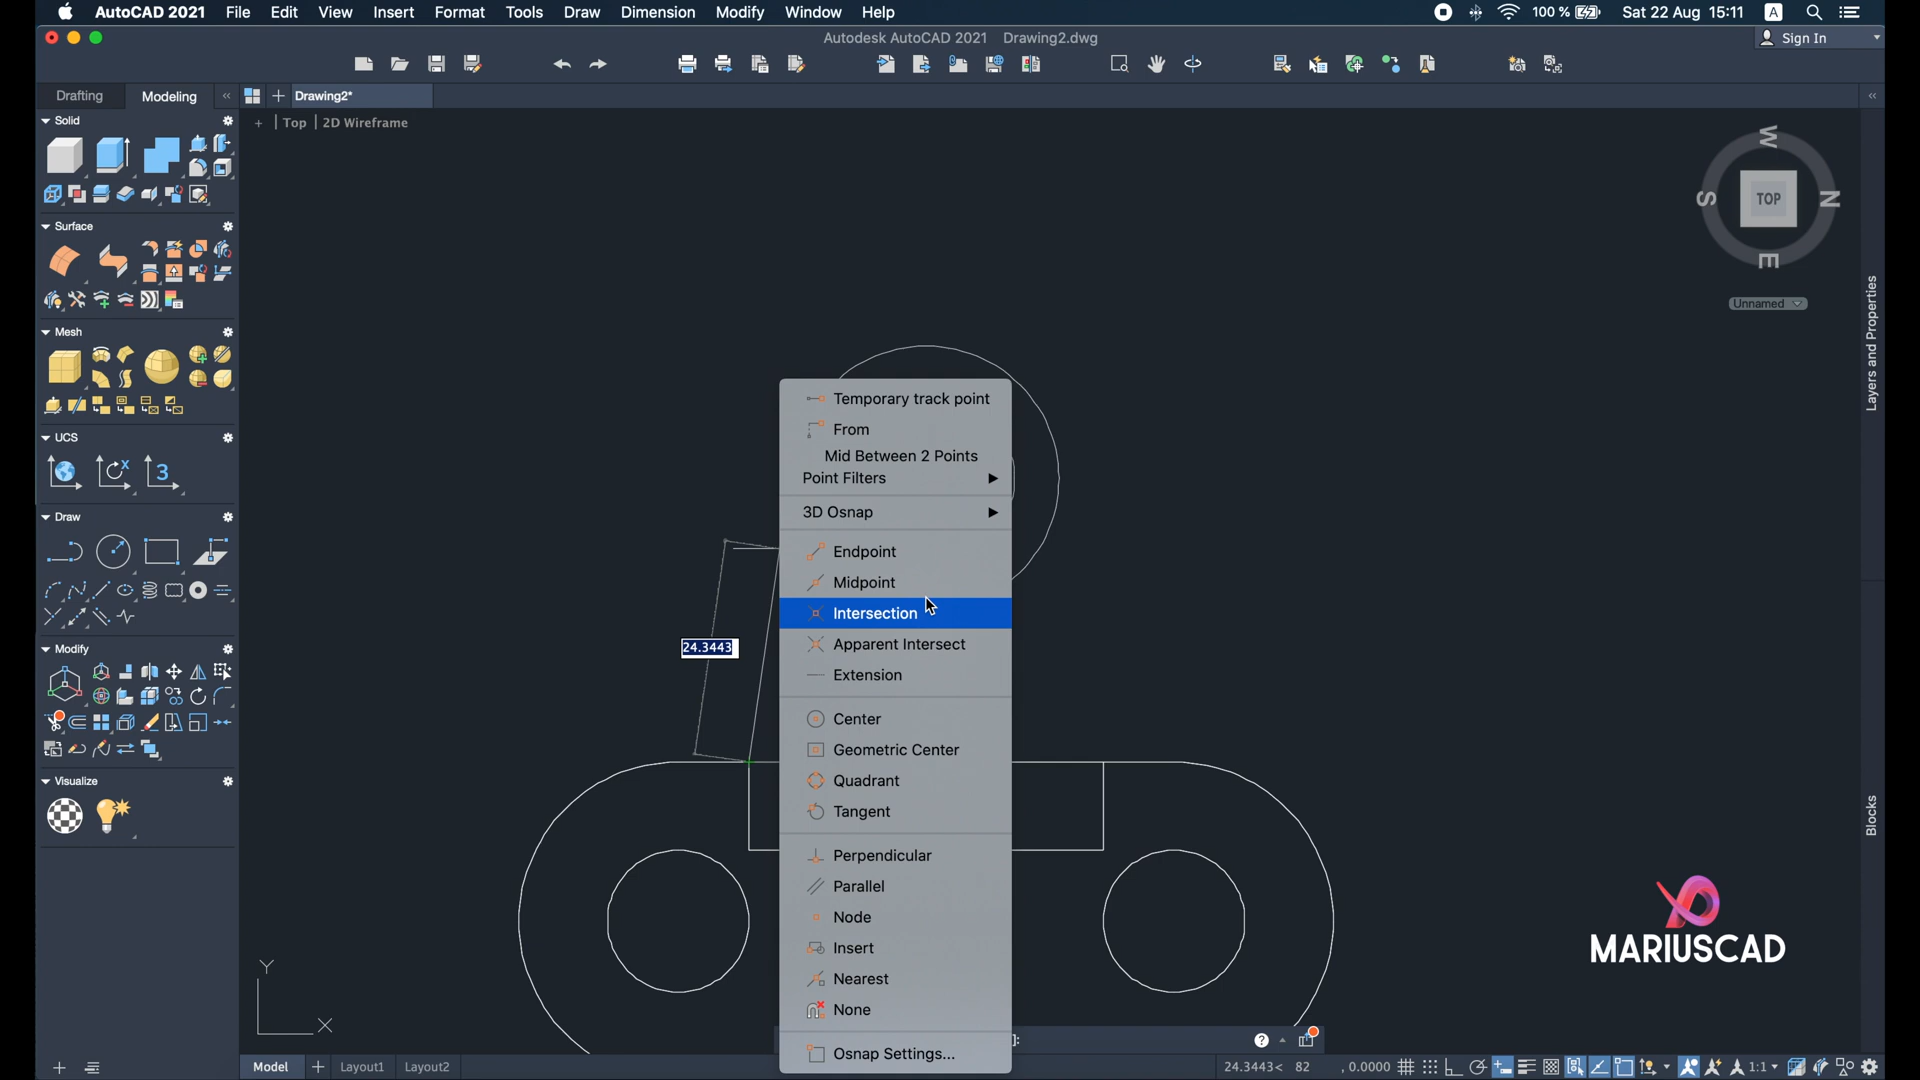 AutoCAD 2021 File Edit View Insert Format Tools Draw Dimension Modify Window Help 100 % Sat 22 Aug 15:11 A
Autodesk AutoCAD 2021 Drawing2.dwg
Sign In
Drafting Modeling « + Drawing2* «
Solid
+ | Top | 2D Wireframe
W
S TOP N
E
Unnamed
Surface
Mesh
UCS
X 3
Draw
Modify
Visualize
Layers and Properties
Blocks
Temporary track point
From
Mid Between 2 Points
Point Filters
3D Osnap
Endpoint
Midpoint
Intersection
Apparent Intersect
Extension
Center
Geometric Center
Quadrant
Tangent
Perpendicular
Parallel
Node
Insert
Nearest
None
Osnap Settings...
24.3443
Y
X
MARIUSCAD
]:
?
Model + Layout1 Layout2 24.3443< 82 , 0.0000 1:1